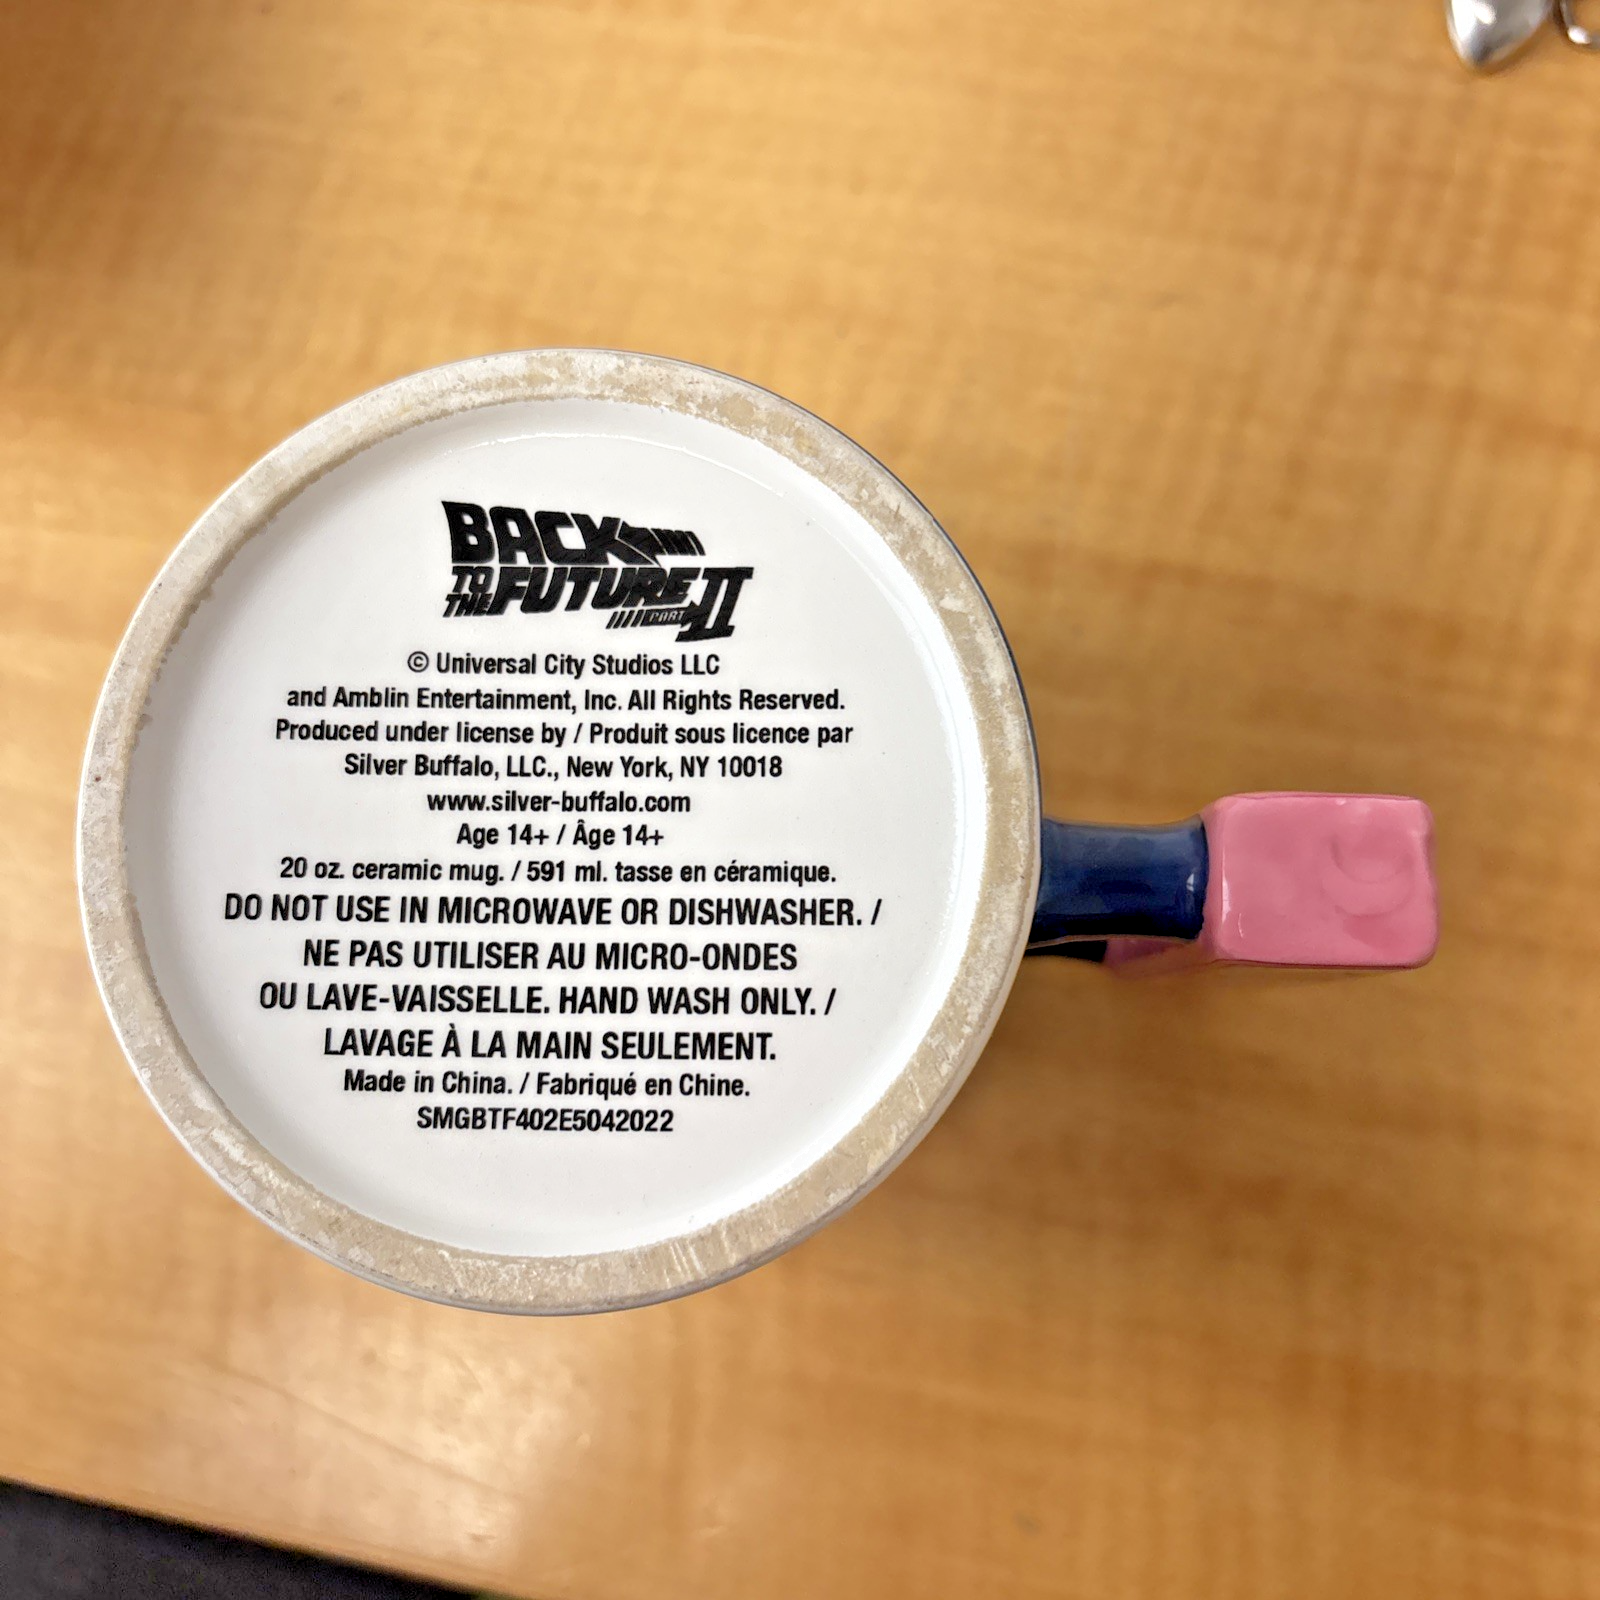 BACK
TO THE FUTURE PART II
© Universal City Studios LLC
and Amblin Entertainment, Inc. All Rights Reserved.
Produced under license by / Produit sous licence par
Silver Buffalo, LLC., New York, NY 10018
www.silver-buffalo.com
Age 14+ / Âge 14+
20 oz. ceramic mug. / 591 ml. tasse en céramique.
DO NOT USE IN MICROWAVE OR DISHWASHER. /
NE PAS UTILISER AU MICRO-ONDES
OU LAVE-VAISSELLE. HAND WASH ONLY. /
LAVAGE À LA MAIN SEULEMENT.
Made in China. / Fabriqué en Chine.
SMGBTF402E5042022